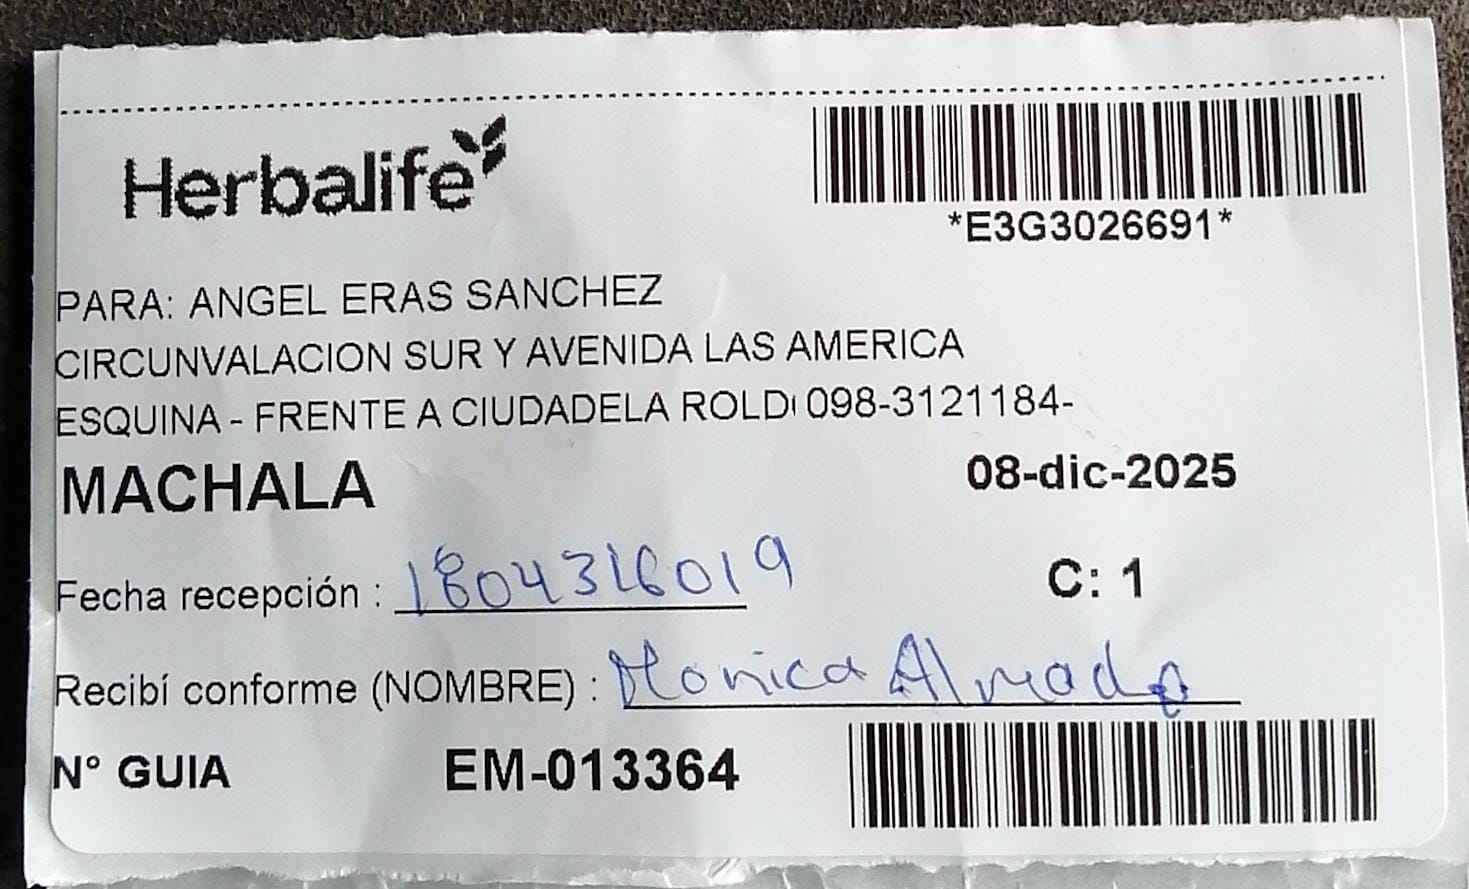 Herbalife
*E3G3026691*
PARA: ANGEL ERAS SANCHEZ
CIRCUNVALACION SUR Y AVENIDA LAS AMERICA
ESQUINA - FRENTE A CIUDADELA ROLD 098-3121184-
MACHALA
08-dic-2025
Fecha recepción : 1804316019
C: 1
Recibí conforme (NOMBRE) : Monica
N° GUIA EM-013364